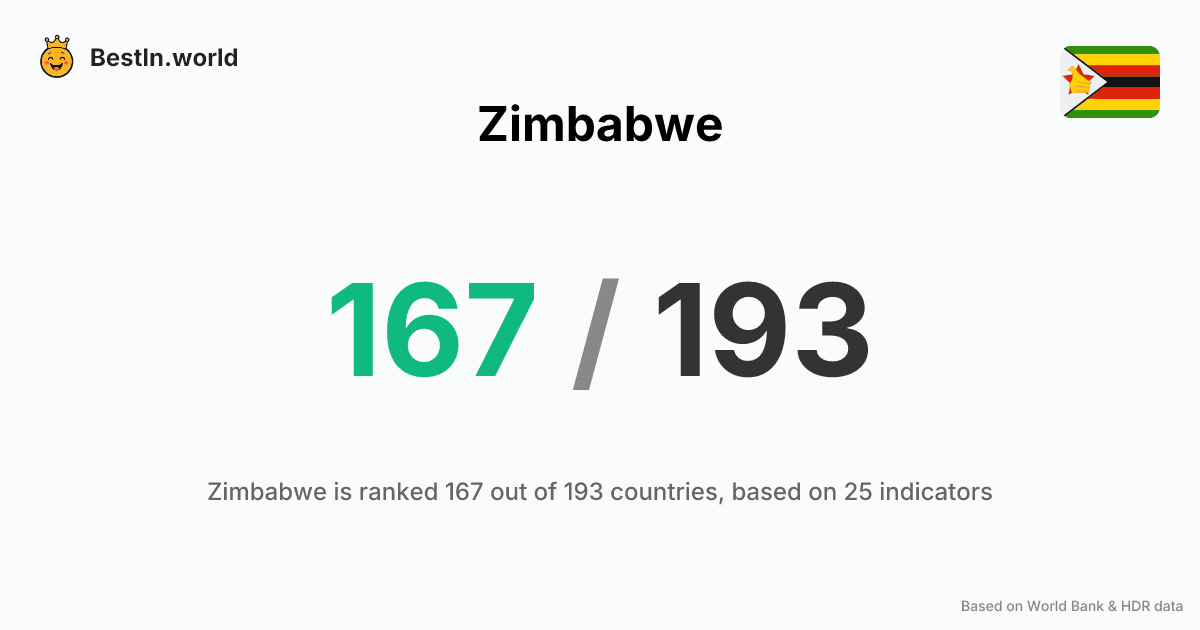 BestIn.world
Zimbabwe
167 / 193
Zimbabwe is ranked 167 out of 193 countries, based on 25 indicators
Based on World Bank & HDR data